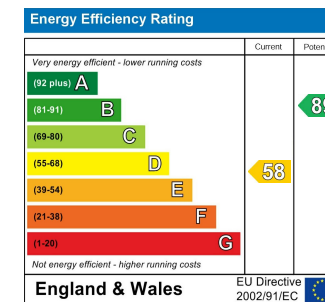 Energy Efficiency Rating
Current
Very energy efficient - lower running costs
(92 plus) A
(81-91) B
89
(69-80) C
(55-68) D
58
(39-54) E
(21-38) F
(1-20) G
Not energy efficient - higher running costs
England & Wales
EU Directive
2002/91/EC